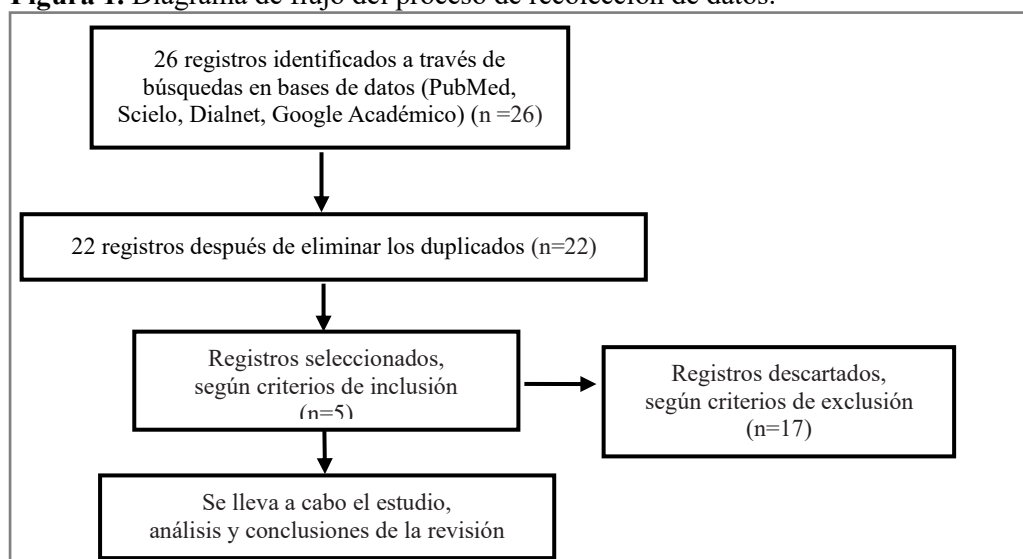 Figura 1. Diagrama de flujo del proceso de recolección de datos.
26 registros identificados a través de
búsquedas en bases de datos (PubMed,
Scielo, Dialnet, Google Académico) (n =26)
22 registros después de eliminar los duplicados (n=22)
Registros seleccionados,
según criterios de inclusión
(n=5)
Registros descartados,
según criterios de exclusión
(n=17)
Se lleva a cabo el estudio,
análisis y conclusiones de la revisión